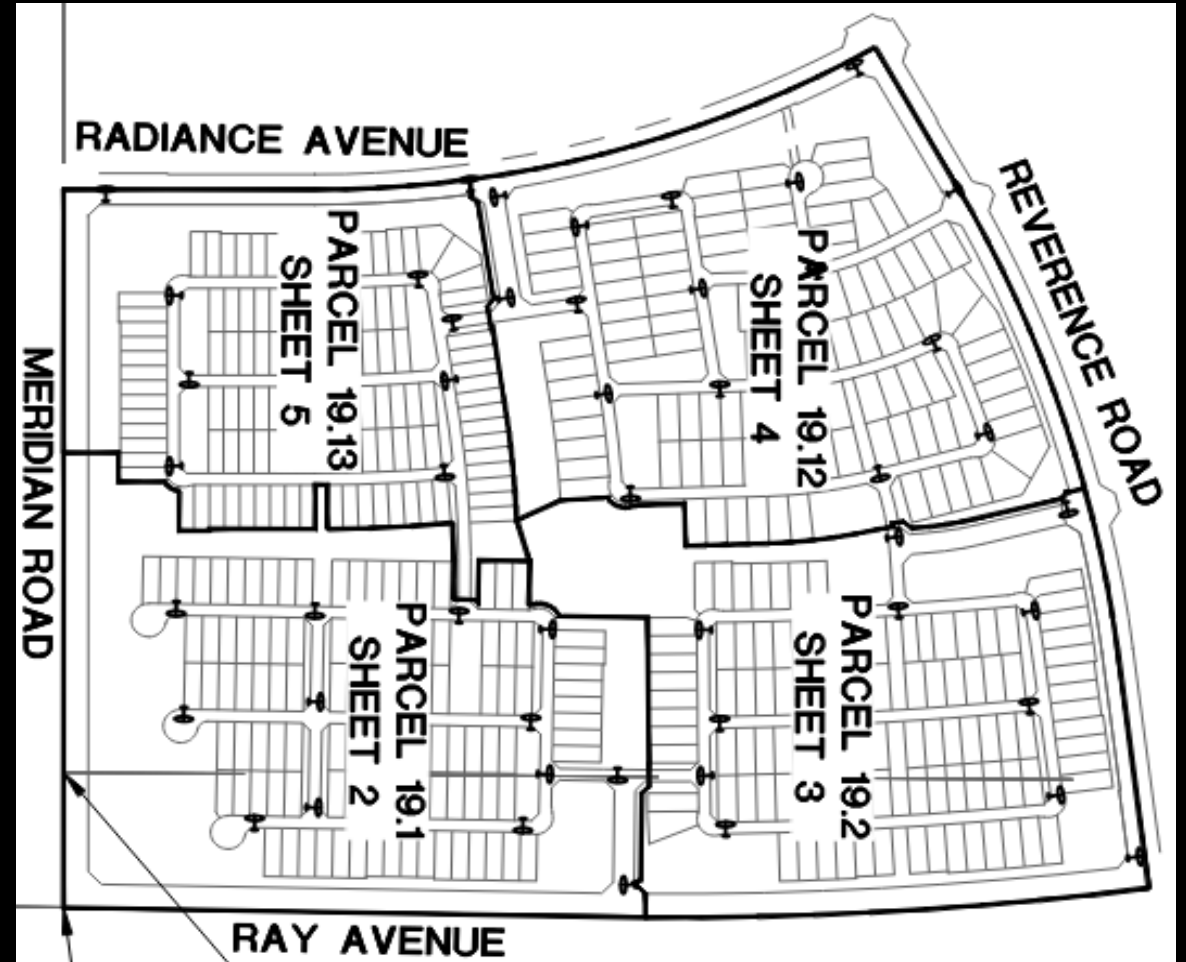 RADIANCE AVENUE
REVERENCE ROAD
PARCEL 19.13
SHEET 5
PARCEL 19.12
SHEET 4
MERIDIAN ROAD
PARCEL 19.1
SHEET 2
PARCEL 19.2
SHEET 3
RAY AVENUE